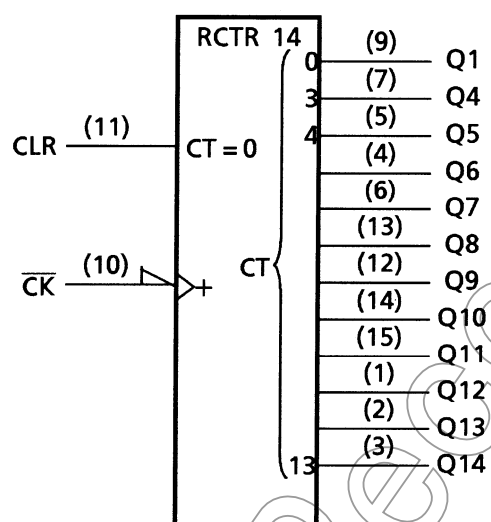 RCTR 14
(9)
0
Q1
(7)
3
Q4
(5)
4
Q5
(11)
CLR
CT = 0
(4)
Q6
(6)
Q7
(13)
Q8
(10)
CK
+
CT
(12)
Q9
(14)
Q10
(15)
Q11
(1)
Q12
(2)
Q13
(3)
13
Q14